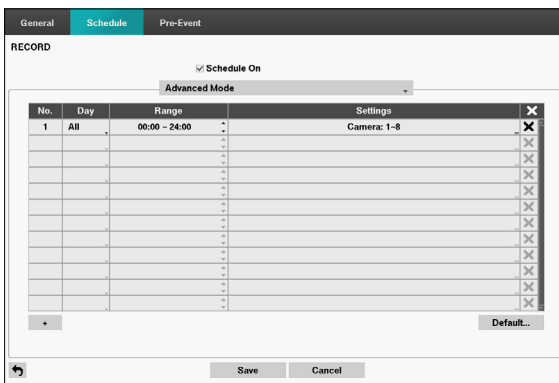 General Schedule Pre-Event
RECORD
Schedule On
Advanced Mode
No. Day Range Settings
1 All 00:00 ~ 24:00 Camera: 1~8
+ Default...
Save Cancel